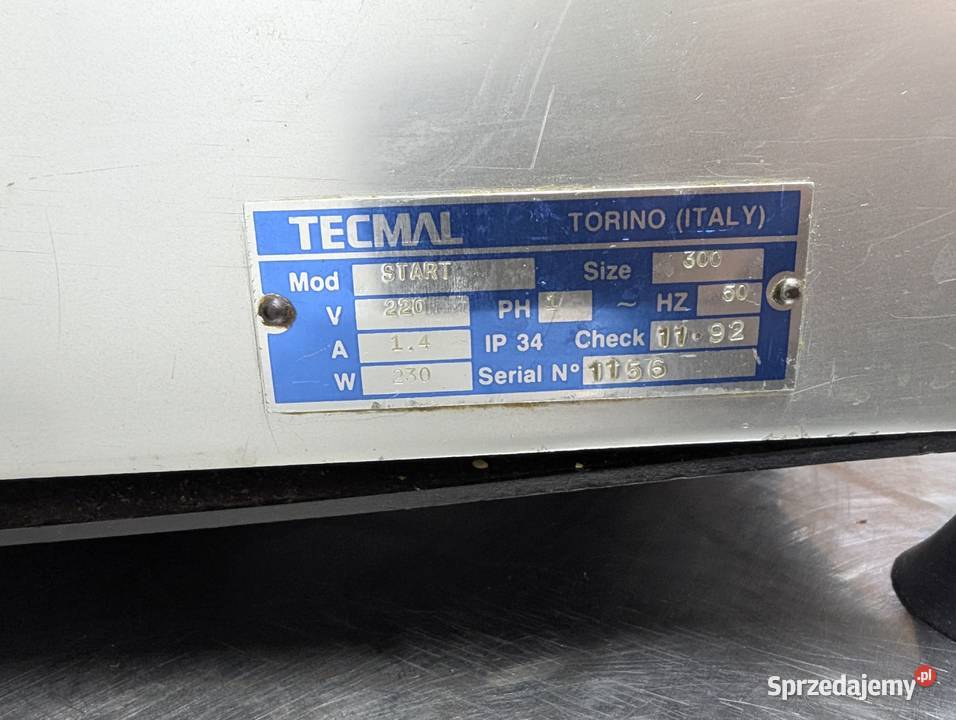 TECMAL TORINO (ITALY)
Mod START Size 300
V 220 PH 1 ~ HZ 50
A 1.4 IP 34 Check 11·92
W 230 Serial N° 1156
Sprzedajemy.pl